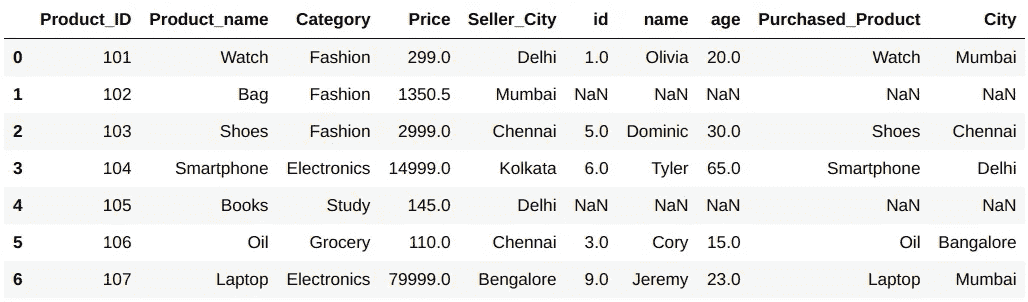 Product_ID Product_name Category Price Seller_City id name age Purchased_Product City
0 101 Watch Fashion 299.0 Delhi 1.0 Olivia 20.0 Watch Mumbai
1 102 Bag Fashion 1350.5 Mumbai NaN NaN NaN NaN NaN
2 103 Shoes Fashion 2999.0 Chennai 5.0 Dominic 30.0 Shoes Chennai
3 104 Smartphone Electronics 14999.0 Kolkata 6.0 Tyler 65.0 Smartphone Delhi
4 105 Books Study 145.0 Delhi NaN NaN NaN NaN NaN
5 106 Oil Grocery 110.0 Chennai 3.0 Cory 15.0 Oil Bangalore
6 107 Laptop Electronics 79999.0 Bengalore 9.0 Jeremy 23.0 Laptop Mumbai